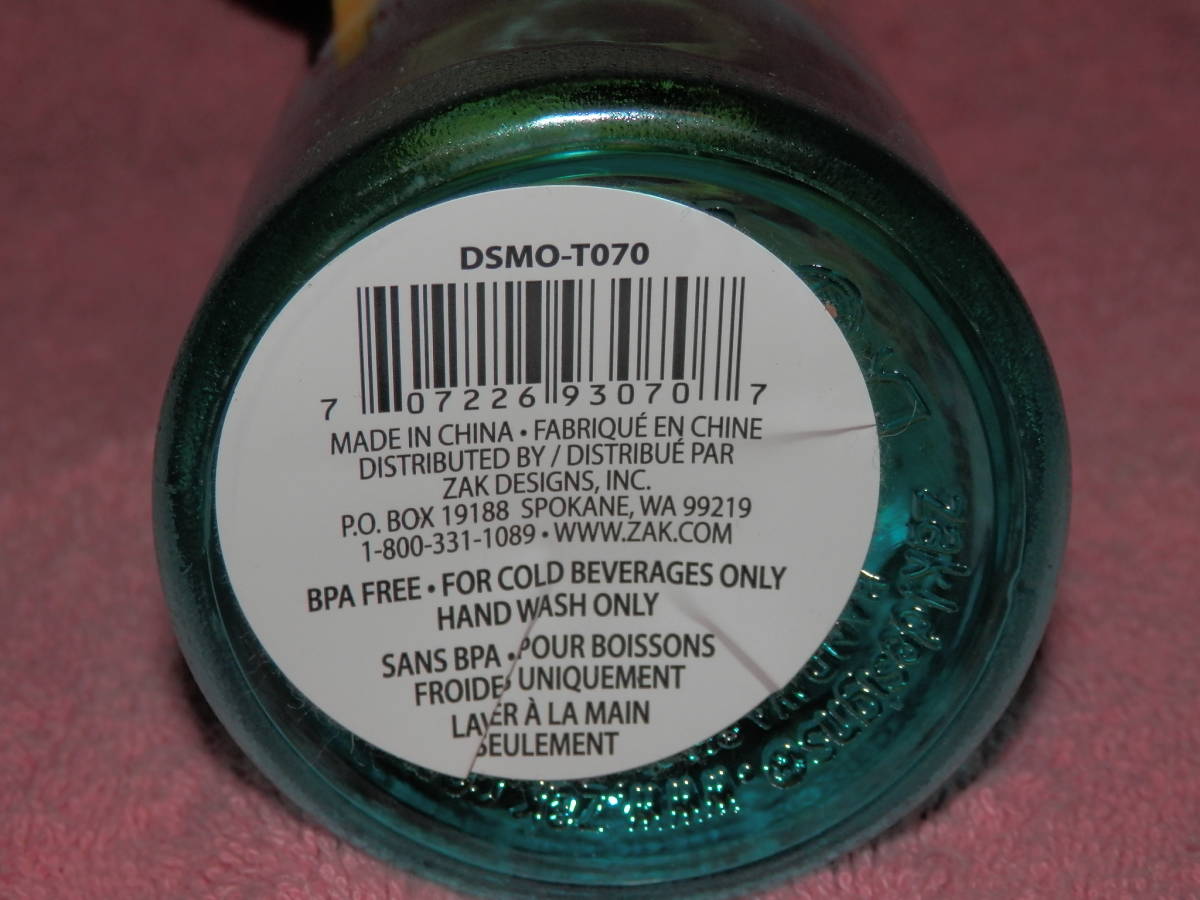 DSMO-T070
7 07226 93070 7
MADE IN CHINA • FABRIQUÉ EN CHINE
DISTRIBUTED BY / DISTRIBUÉ PAR
ZAK DESIGNS, INC.
P.O. BOX 19188 SPOKANE, WA 99219
1-800-331-1089 • WWW.ZAK.COM
BPA FREE • FOR COLD BEVERAGES ONLY
HAND WASH ONLY
SANS BPA • POUR BOISSONS
FROIDES UNIQUEMENT
LAVER À LA MAIN
SEULEMENT
zak!designs®